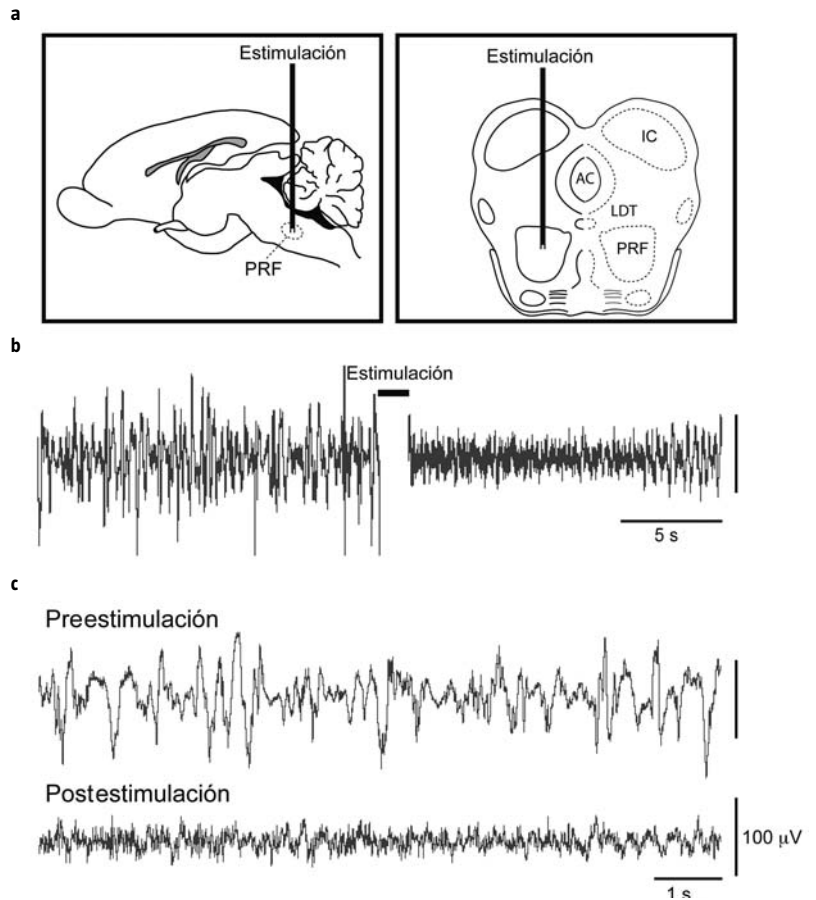 a
Estimulación
PRF
Estimulación
IC
AC
LDT
PRF
b
Estimulación
5 s
c
Preestimulación
Postestimulación
100 µV
1 s